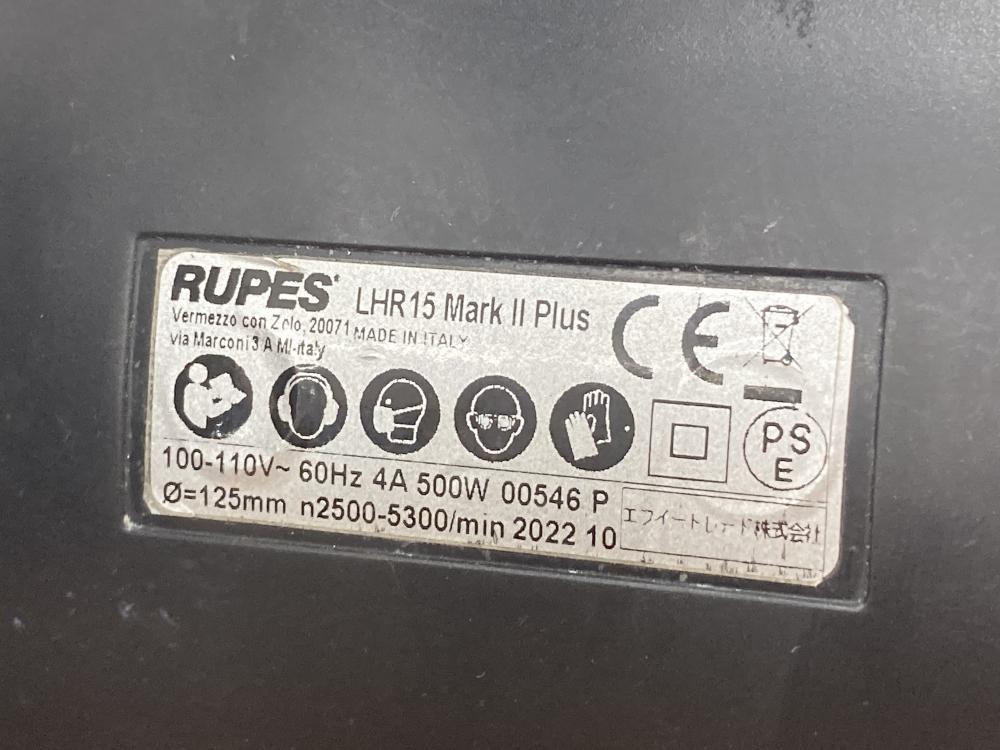 RUPES LHR15 Mark II Plus
Vermezzo con Zelo, 20071 MADE IN ITALY
via Marconi 3 A MI-Italy
CE
PS
E
100-110V~ 60Hz 4A 500W 00546 P
Ø=125mm n2500-5300/min 2022 10
エフイートレード株式会社